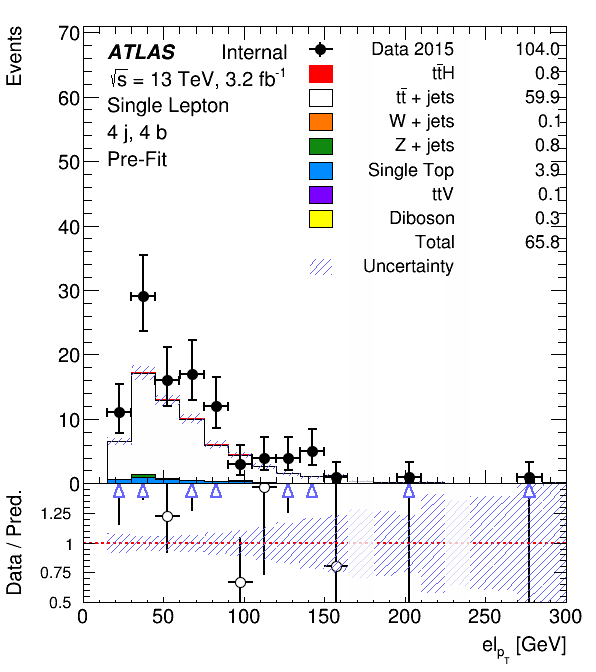 Events
70
60
50
40
30
20
10
0
ATLAS Internal
√s = 13 TeV, 3.2 fb⁻¹
Single Lepton
4 j, 4 b
Pre-Fit
Data 2015 104.0
tt̄H 0.8
tt̄ + jets 59.9
W + jets 0.1
Z + jets 0.8
Single Top 3.9
ttV 0.1
Diboson 0.3
Total 65.8
Uncertainty
Data / Pred.
1.25
1
0.75
0.5
0 50 100 150 200 250 300
el_p_T [GeV]